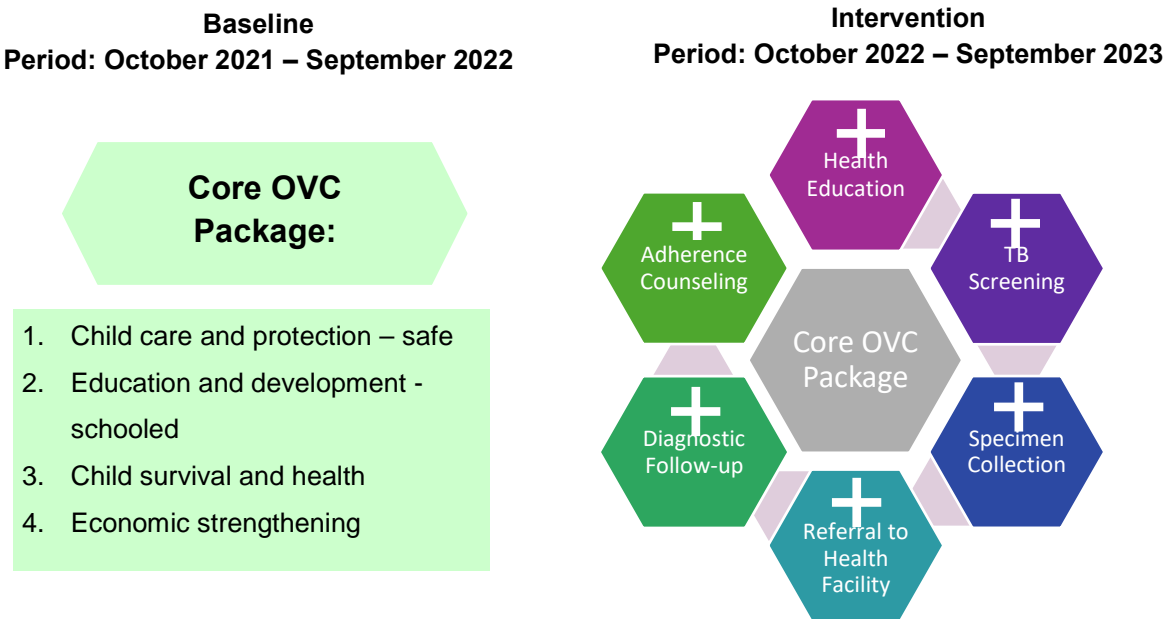 Baseline
Period: October 2021 – September 2022
Core OVC
Package:
1. Child care and protection – safe
2. Education and development -
schooled
3. Child survival and health
4. Economic strengthening
Intervention
Period: October 2022 – September 2023
Health
Education
TB
Screening
Specimen
Collection
Referral to
Health
Facility
Diagnostic
Follow-up
Adherence
Counseling
Core OVC
Package